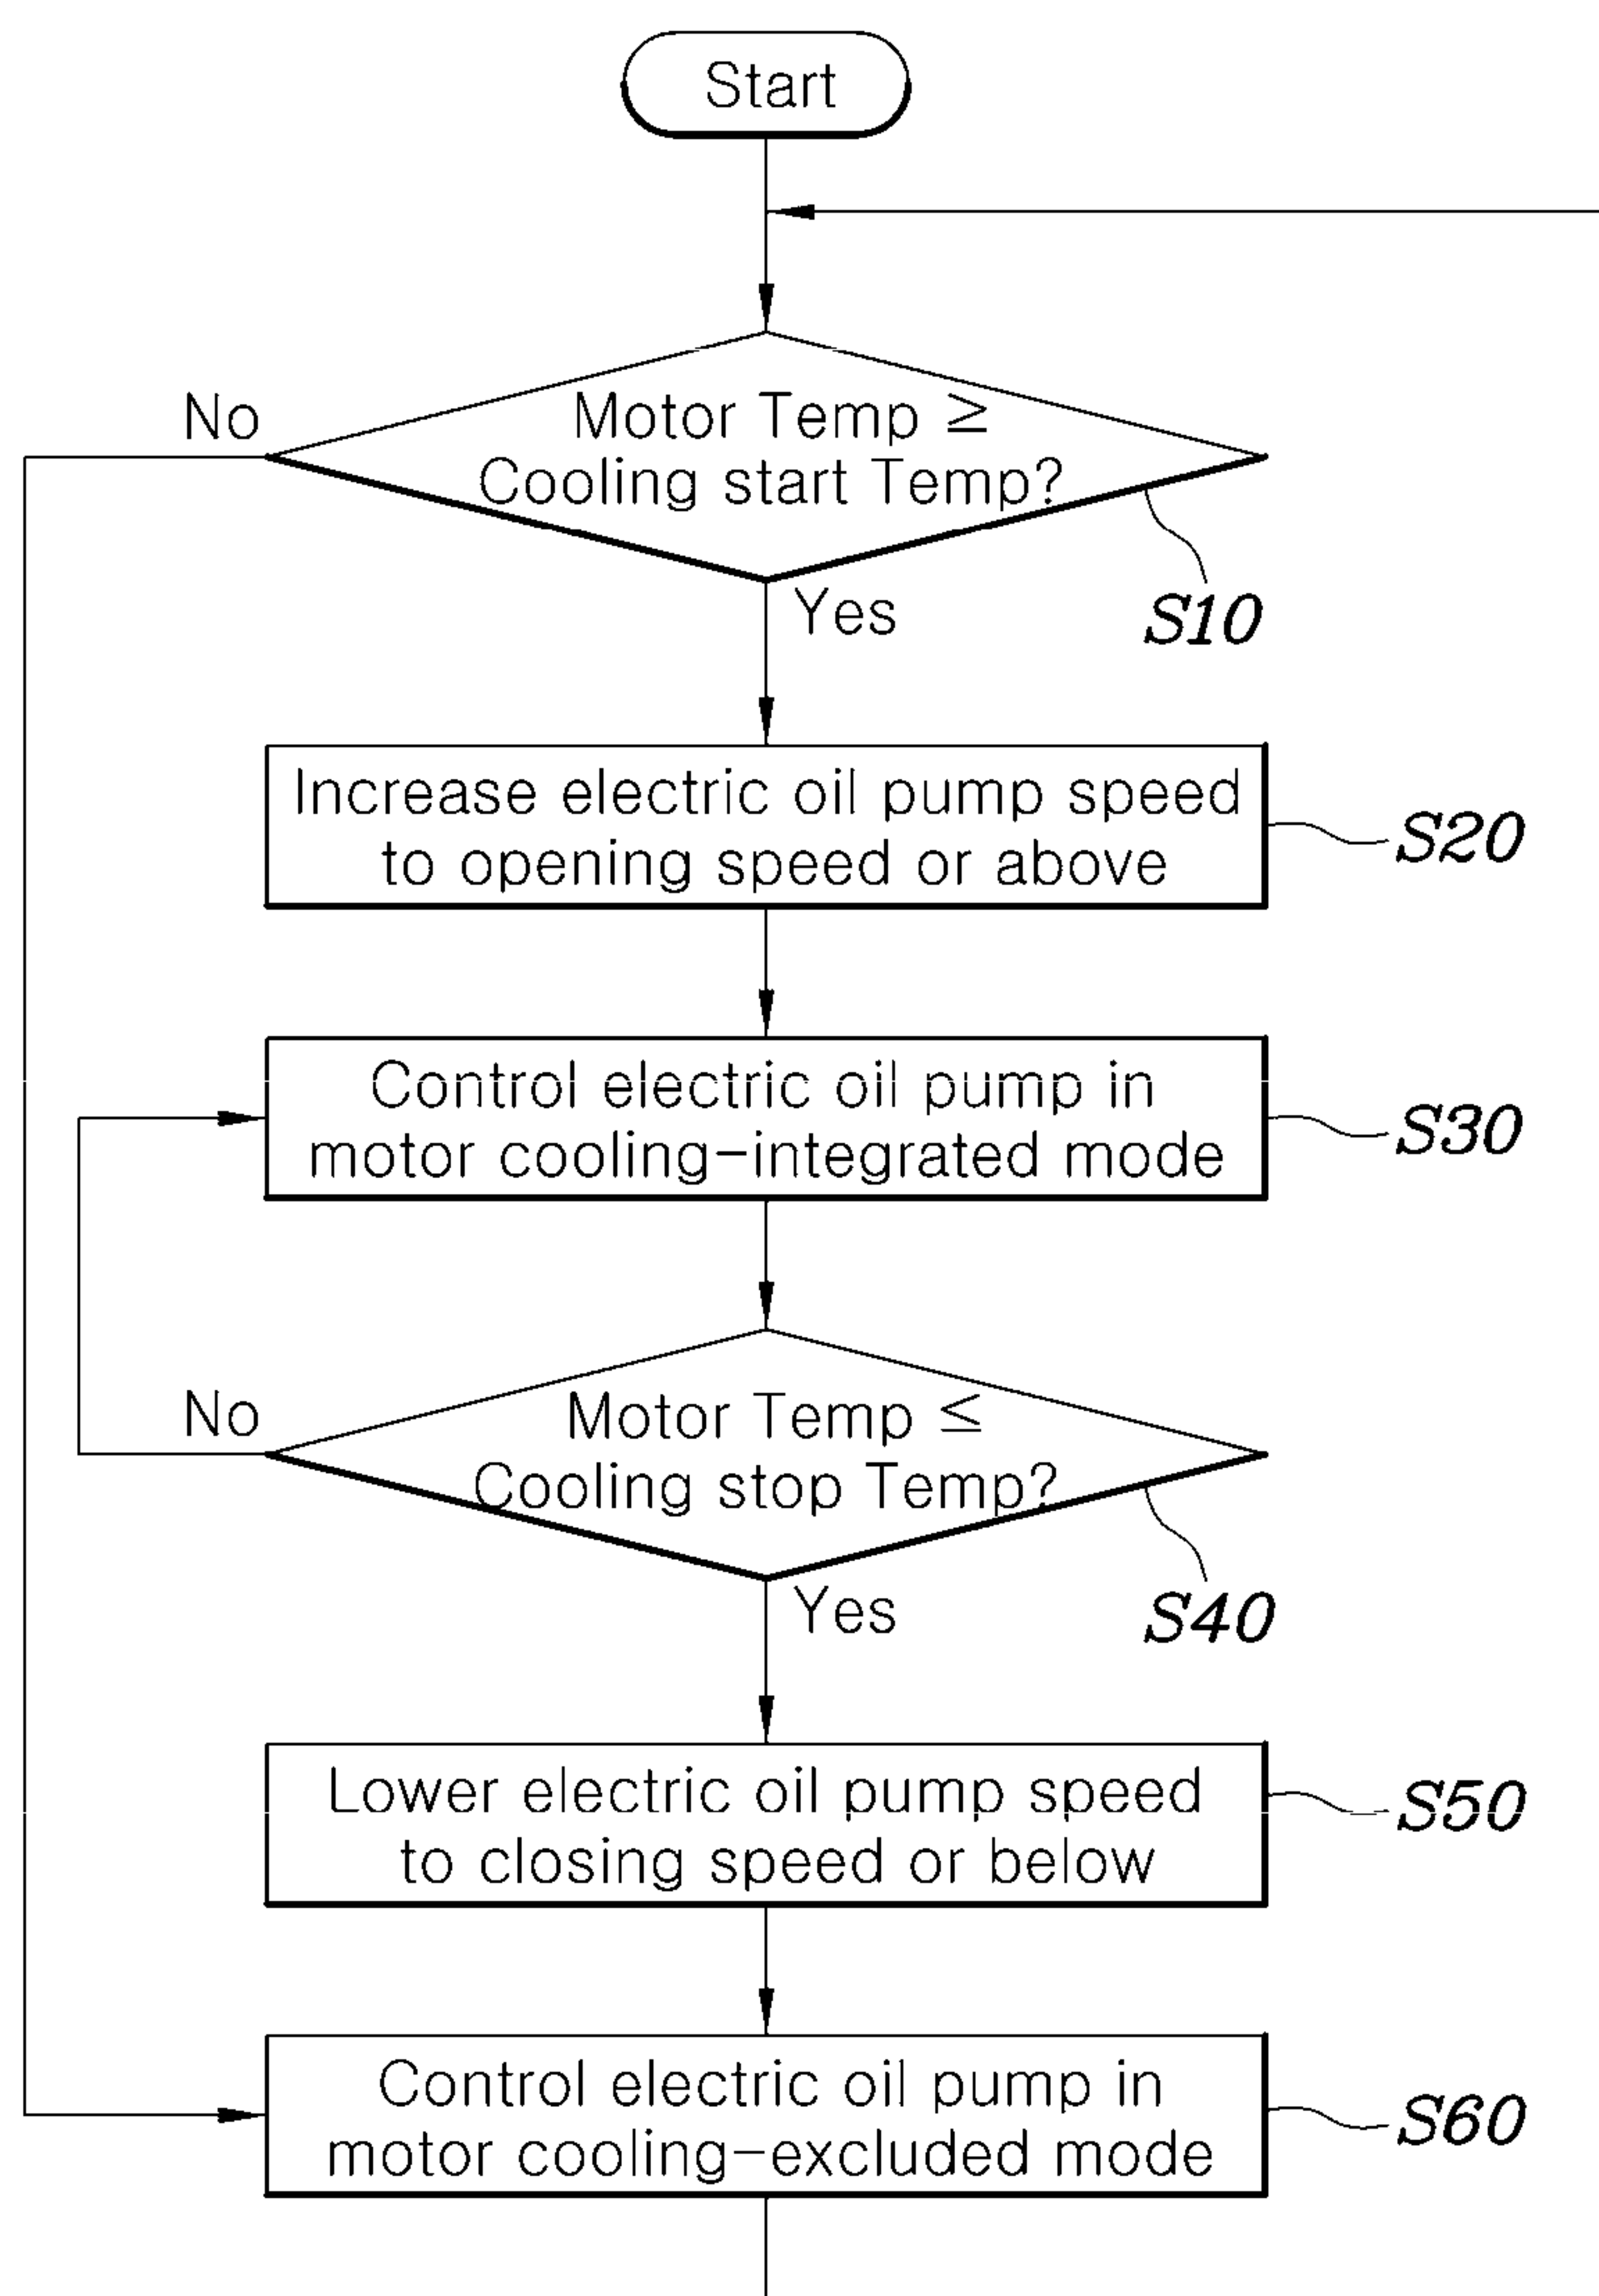 Start
No
Motor Temp ≥
Cooling start Temp?
Yes
S10
Increase electric oil pump speed
to opening speed or above
S20
Control electric oil pump in
motor cooling-integrated mode
S30
No
Motor Temp ≤
Cooling stop Temp?
Yes
S40
Lower electric oil pump speed
to closing speed or below
S50
Control electric oil pump in
motor cooling-excluded mode
S60